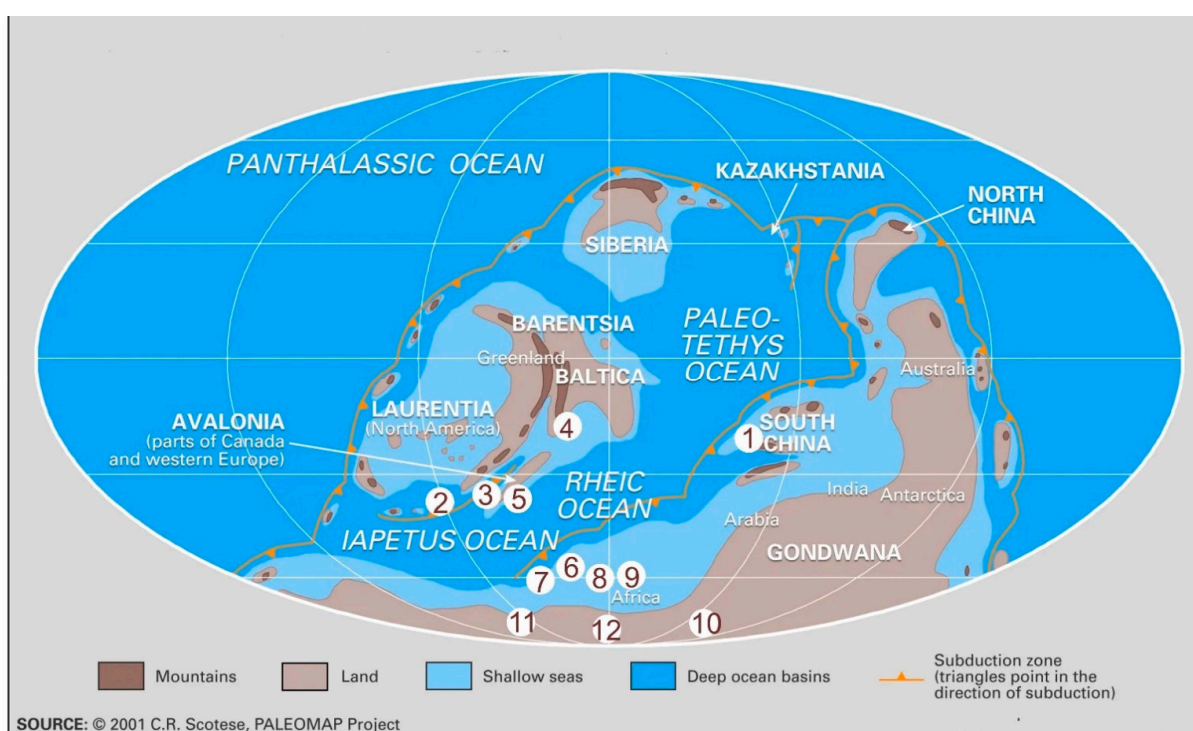 PANTHALASSIC OCEAN
KAZAKHSTANIA
NORTH
CHINA
SIBERIA
BARENTSIA
Greenland
BALTICA
PALEO-
TETHYS
OCEAN
Australia
AVALONIA
(parts of Canada
and western Europe)
LAURENTIA
(North America)
4
1
SOUTH
CHINA
2
3
5
RHEIC
OCEAN
India
Antarctica
Arabia
IAPETUS OCEAN
GONDWANA
7
6
8
9
Africa
11
12
10
Mountains
Land
Shallow seas
Deep ocean basins
Subduction zone
(triangles point in the
direction of subduction)
SOURCE: © 2001 C.R. Scotese, PALEOMAP Project